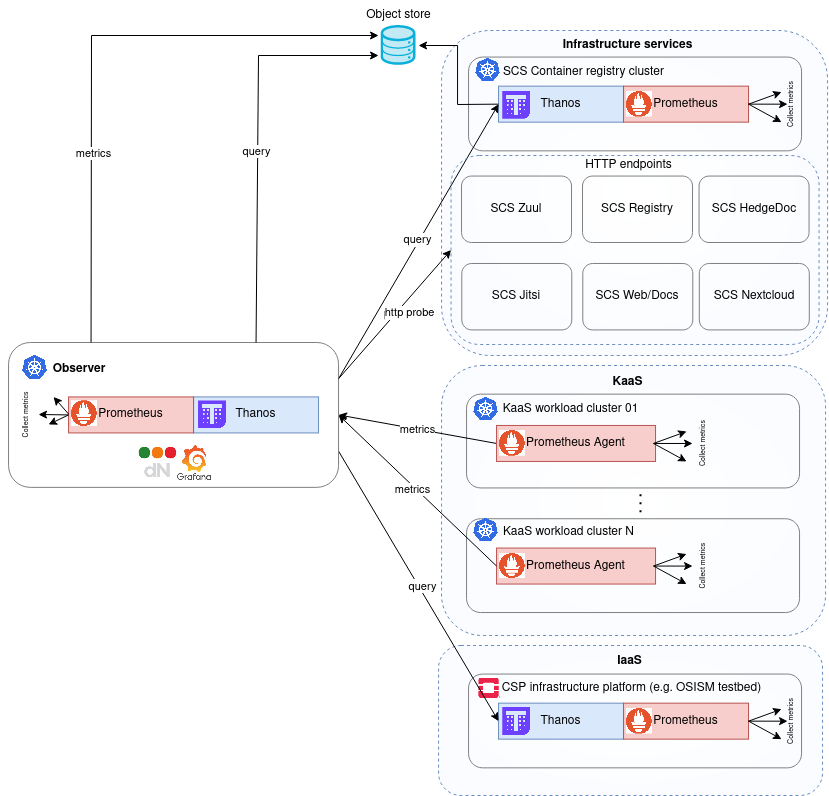 Object store
metrics
query
Infrastructure services
SCS Container registry cluster
Thanos
Prometheus
Collect metrics
HTTP endpoints
SCS Zuul
SCS Registry
SCS HedgeDoc
SCS Jitsi
SCS Web/Docs
SCS Nextcloud
query
http probe
Observer
Collect metrics
Prometheus
Thanos
dN
Grafana
KaaS
KaaS workload cluster 01
metrics
Prometheus Agent
Collect metrics
KaaS workload cluster N
metrics
Prometheus Agent
Collect metrics
query
IaaS
CSP infrastructure platform (e.g. OSISM testbed)
Thanos
Prometheus
Collect metrics